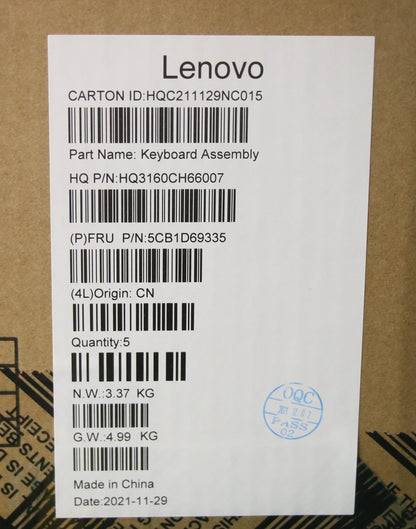 Lenovo
CARTON ID:HQC211129NC015
Part Name: Keyboard Assembly
HQ P/N:HQ3160CH66007
(P)FRU P/N:5CB1D69335
(4L)Origin: CN
Quantity:5
N.W.:3.37 KG
G.W.:4.99 KG
OQC
PASS
02
Made in China
Date:2021-11-29